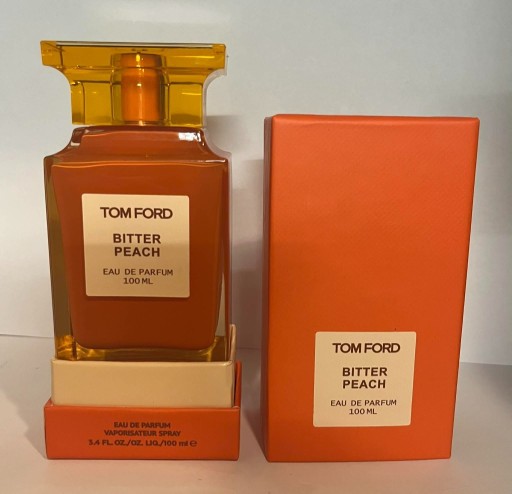 TOM FORD
BITTER
PEACH
EAU DE PARFUM
100 ML
EAU DE PARFUM
VAPORISATEUR SPRAY
3.4 FL. OZ./OZ. LIQ./100 ml ℮
TOM FORD
BITTER
PEACH
EAU DE PARFUM
100 ML